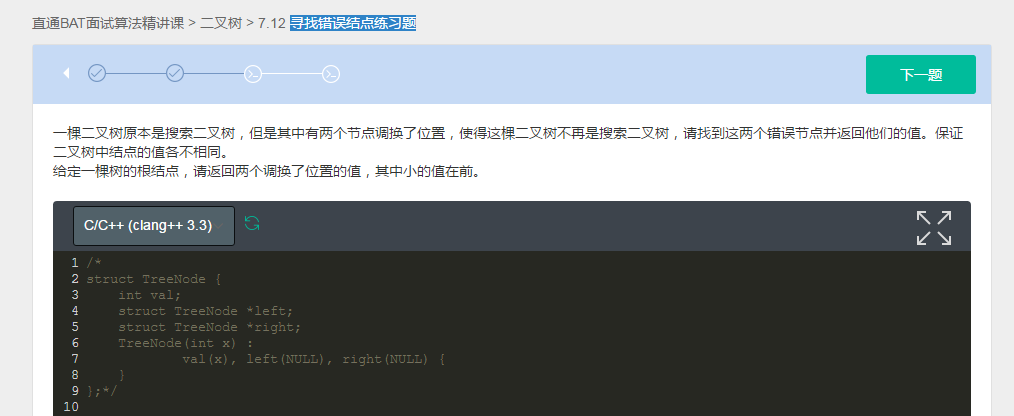 直通BAT面试算法精讲课 > 二叉树 > 7.12 寻找错误结点练习题
下一题
一棵二叉树原本是搜索二叉树，但是其中有两个节点调换了位置，使得这棵二叉树不再是搜索二叉树，请找到这两个错误节点并返回他们的值。保证
二叉树中结点的值各不相同。
给定一棵树的根结点，请返回两个调换了位置的值，其中小的值在前。
C/C++ (clang++ 3.3)
1 /*
2 struct TreeNode {
3     int val;
4     struct TreeNode *left;
5     struct TreeNode *right;
6     TreeNode(int x) :
7             val(x), left(NULL), right(NULL) {
8     }
9 };*/
10